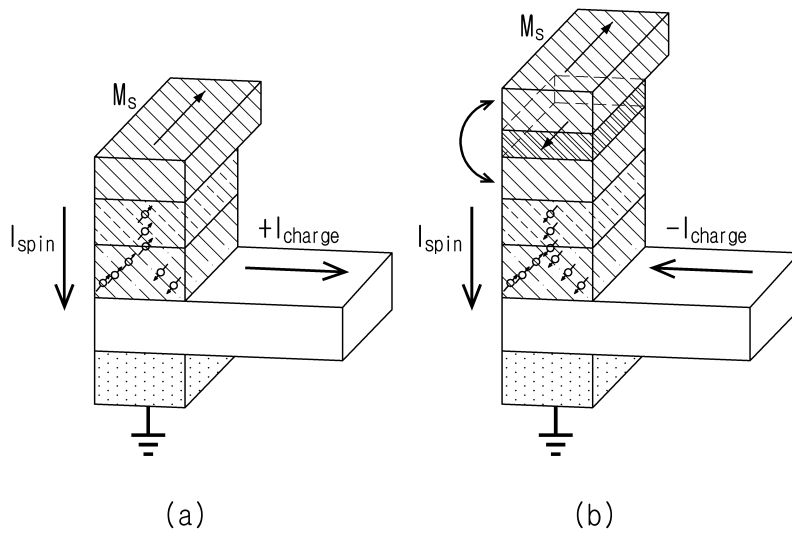 M_S
I_spin
+I_charge
(a)
M_S
I_spin
-I_charge
(b)